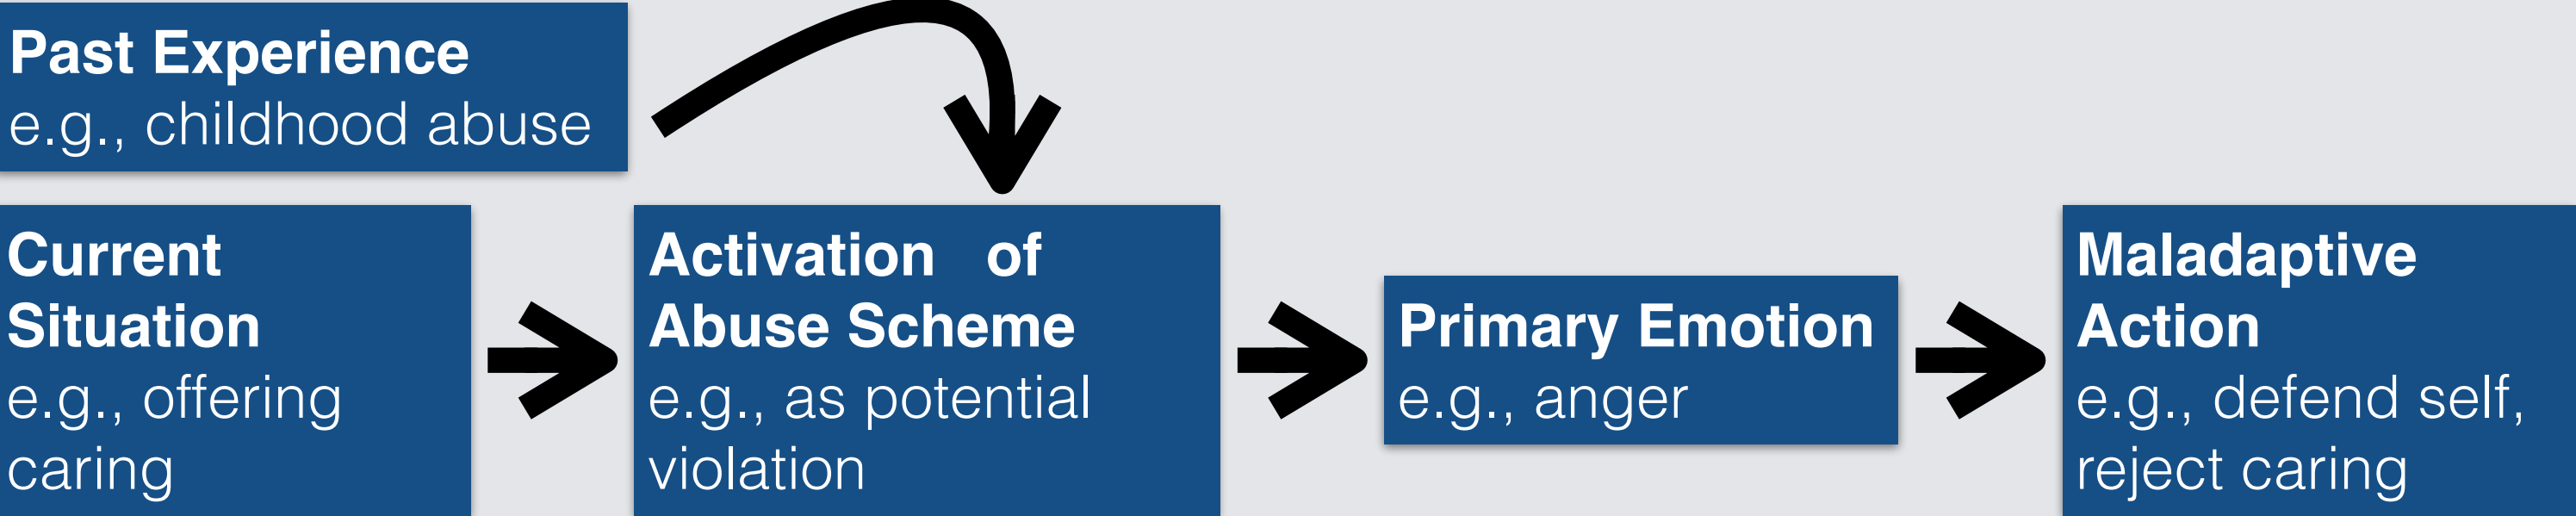 Past Experience
e.g., childhood abuse
Current
Situation
e.g., offering
caring
Activation of
Abuse Scheme
e.g., as potential
violation
Primary Emotion
e.g., anger
Maladaptive
Action
e.g., defend self,
reject caring